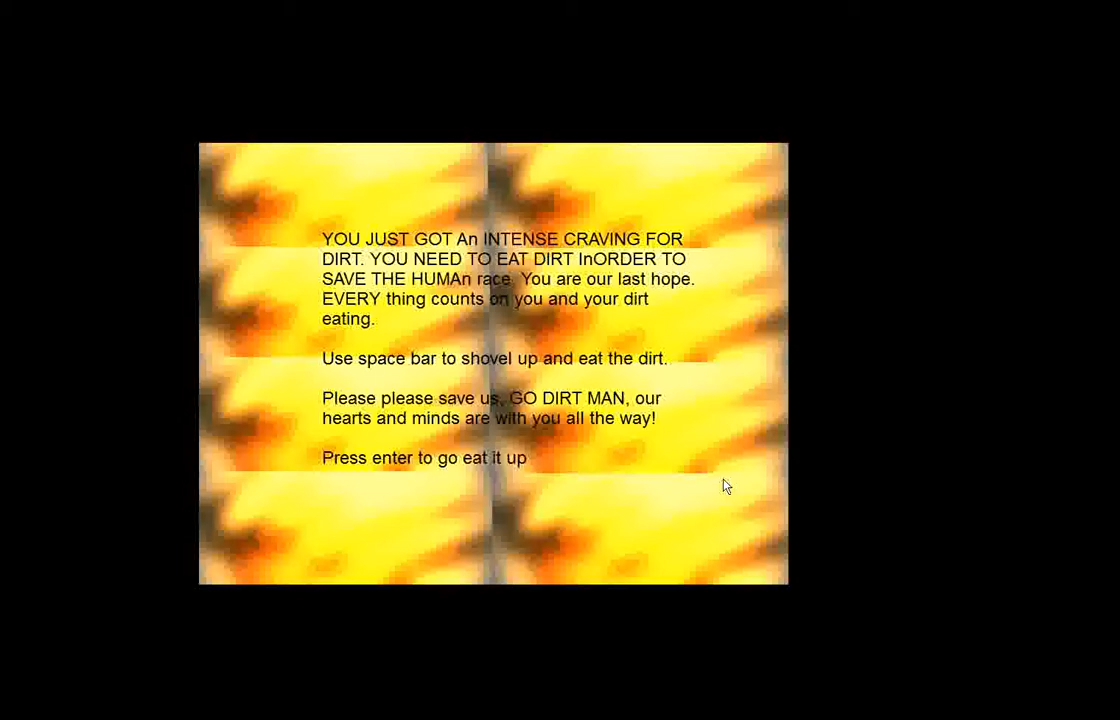 YOU JUST GOT An INTENSE CRAVING FOR
DIRT. YOU NEED TO EAT DIRT InORDER TO
SAVE THE HUMAn race. You are our last hope.
EVERY thing counts on you and your dirt
eating.
Use space bar to shovel up and eat the dirt.
Please please save us, GO DIRT MAN, our
hearts and minds are with you all the way!
Press enter to go eat it up